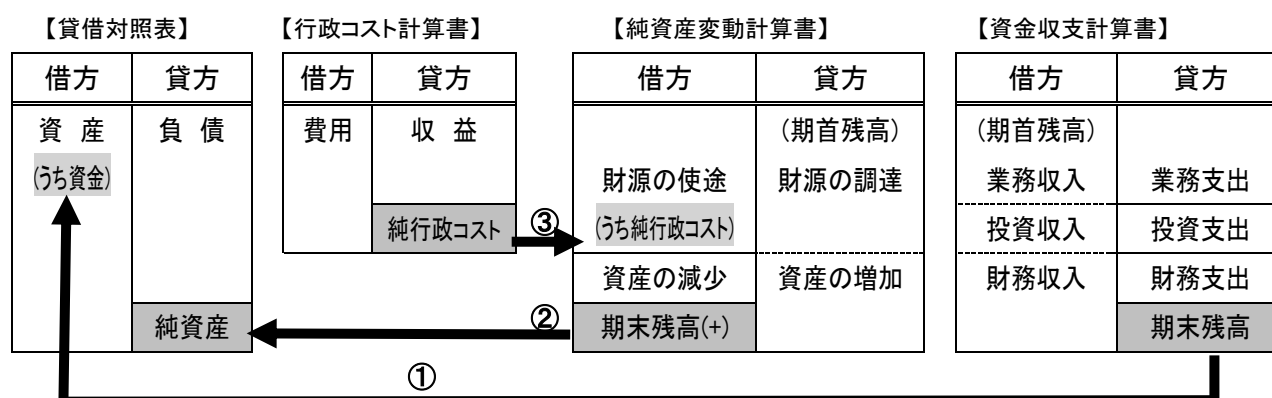 【貸借対照表】 【行政コスト計算書】 【純資産変動計算書】 【資金収支計算書】
借方 貸方 借方 貸方 借方 貸方 借方 貸方
資 産 負 債 費用 収 益 (期首残高) (期首残高)
(うち資金) 財源の使途 財源の調達 業務収入 業務支出
純行政コスト ③ (うち純行政コスト) 投資収入 投資支出
資産の減少 資産の増加 財務収入 財務支出
純資産 ② 期末残高(+) 期末残高
①